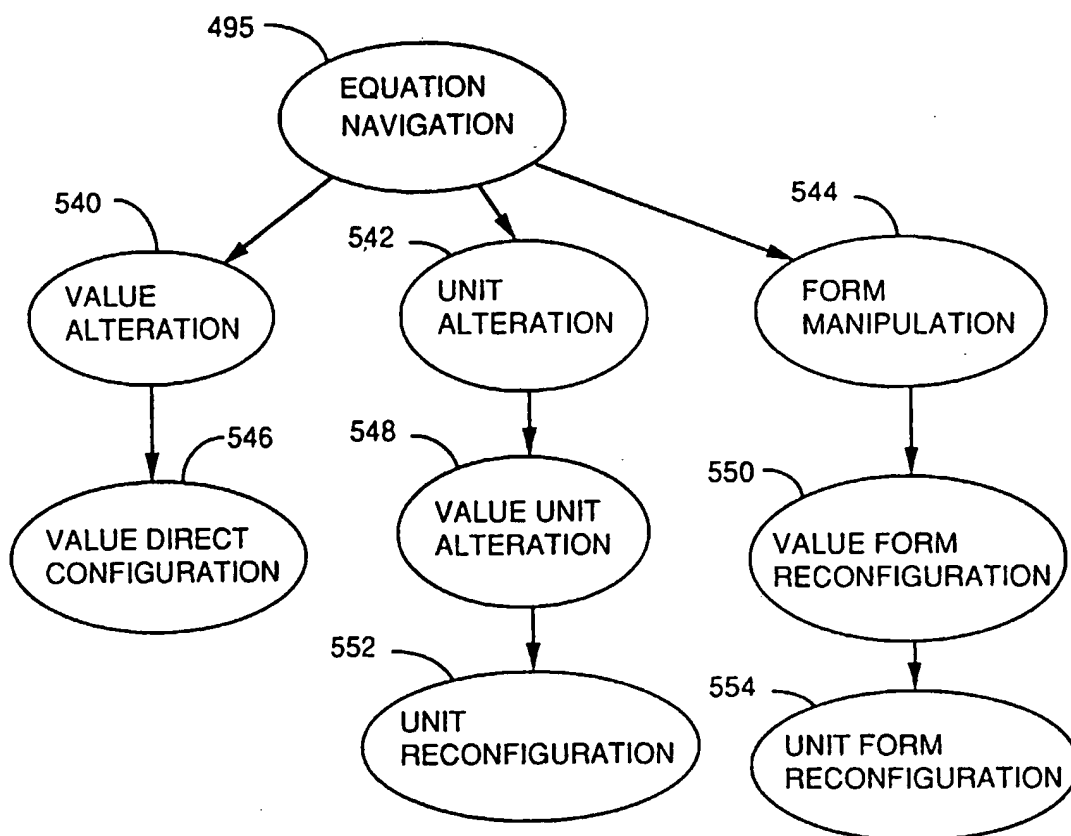 495
EQUATION
NAVIGATION
540
VALUE
ALTERATION
542
UNIT
ALTERATION
544
FORM
MANIPULATION
546
VALUE DIRECT
CONFIGURATION
548
VALUE UNIT
ALTERATION
550
VALUE FORM
RECONFIGURATION
552
UNIT
RECONFIGURATION
554
UNIT FORM
RECONFIGURATION